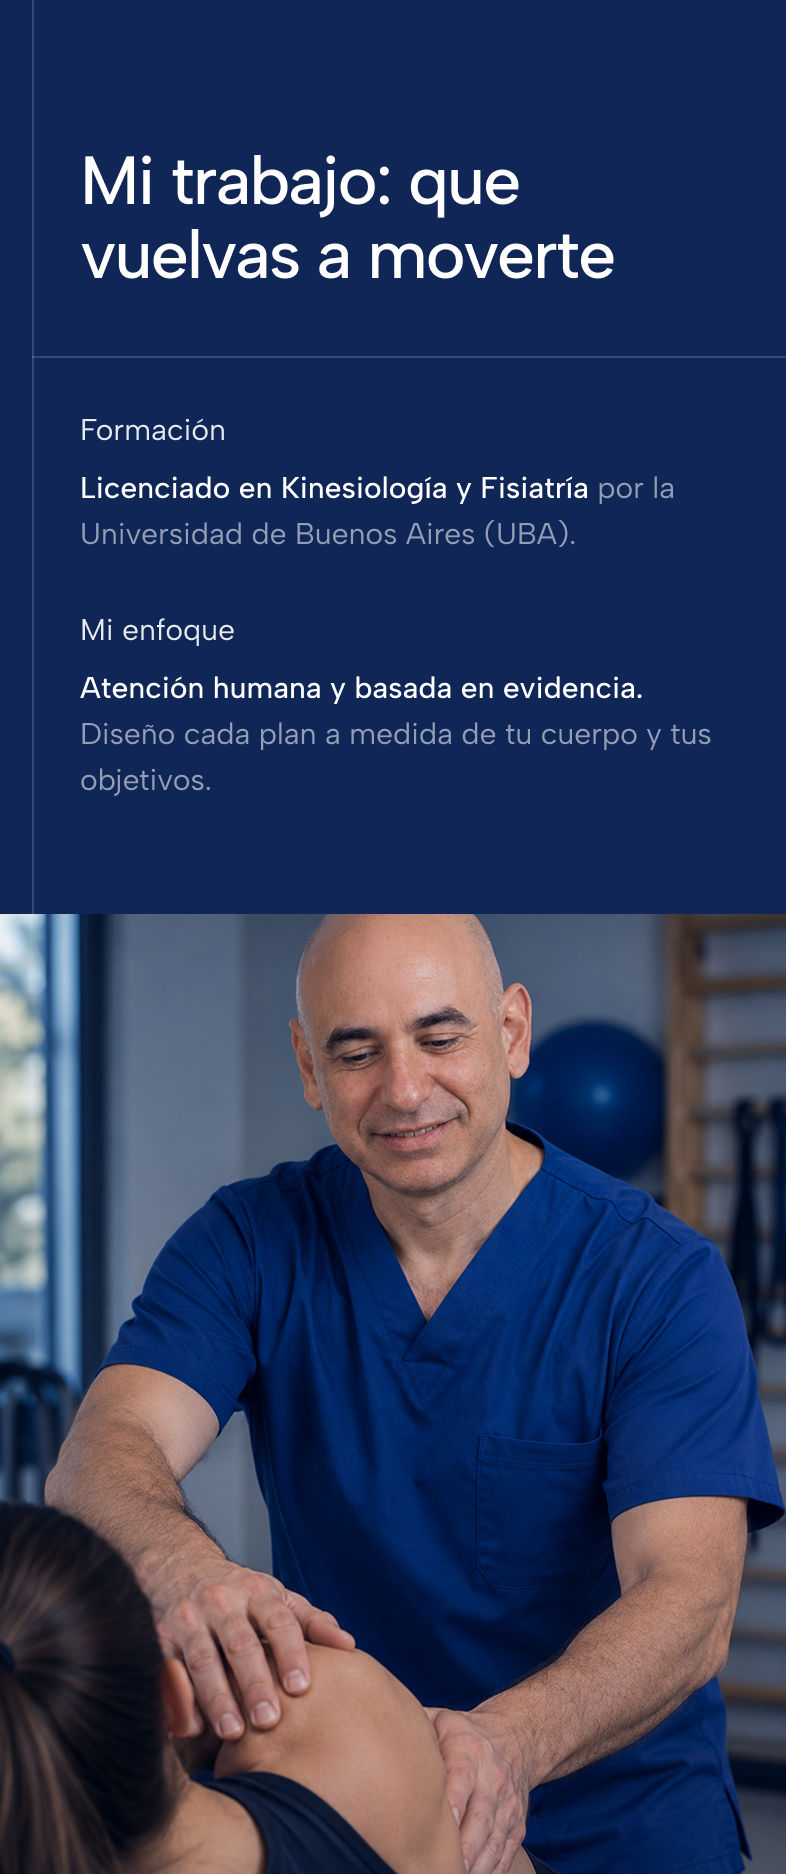 Mi trabajo: que
vuelvas a moverte
Formación
Licenciado en Kinesiología y Fisiatría por la
Universidad de Buenos Aires (UBA).
Mi enfoque
Atención humana y basada en evidencia.
Diseño cada plan a medida de tu cuerpo y tus
objetivos.